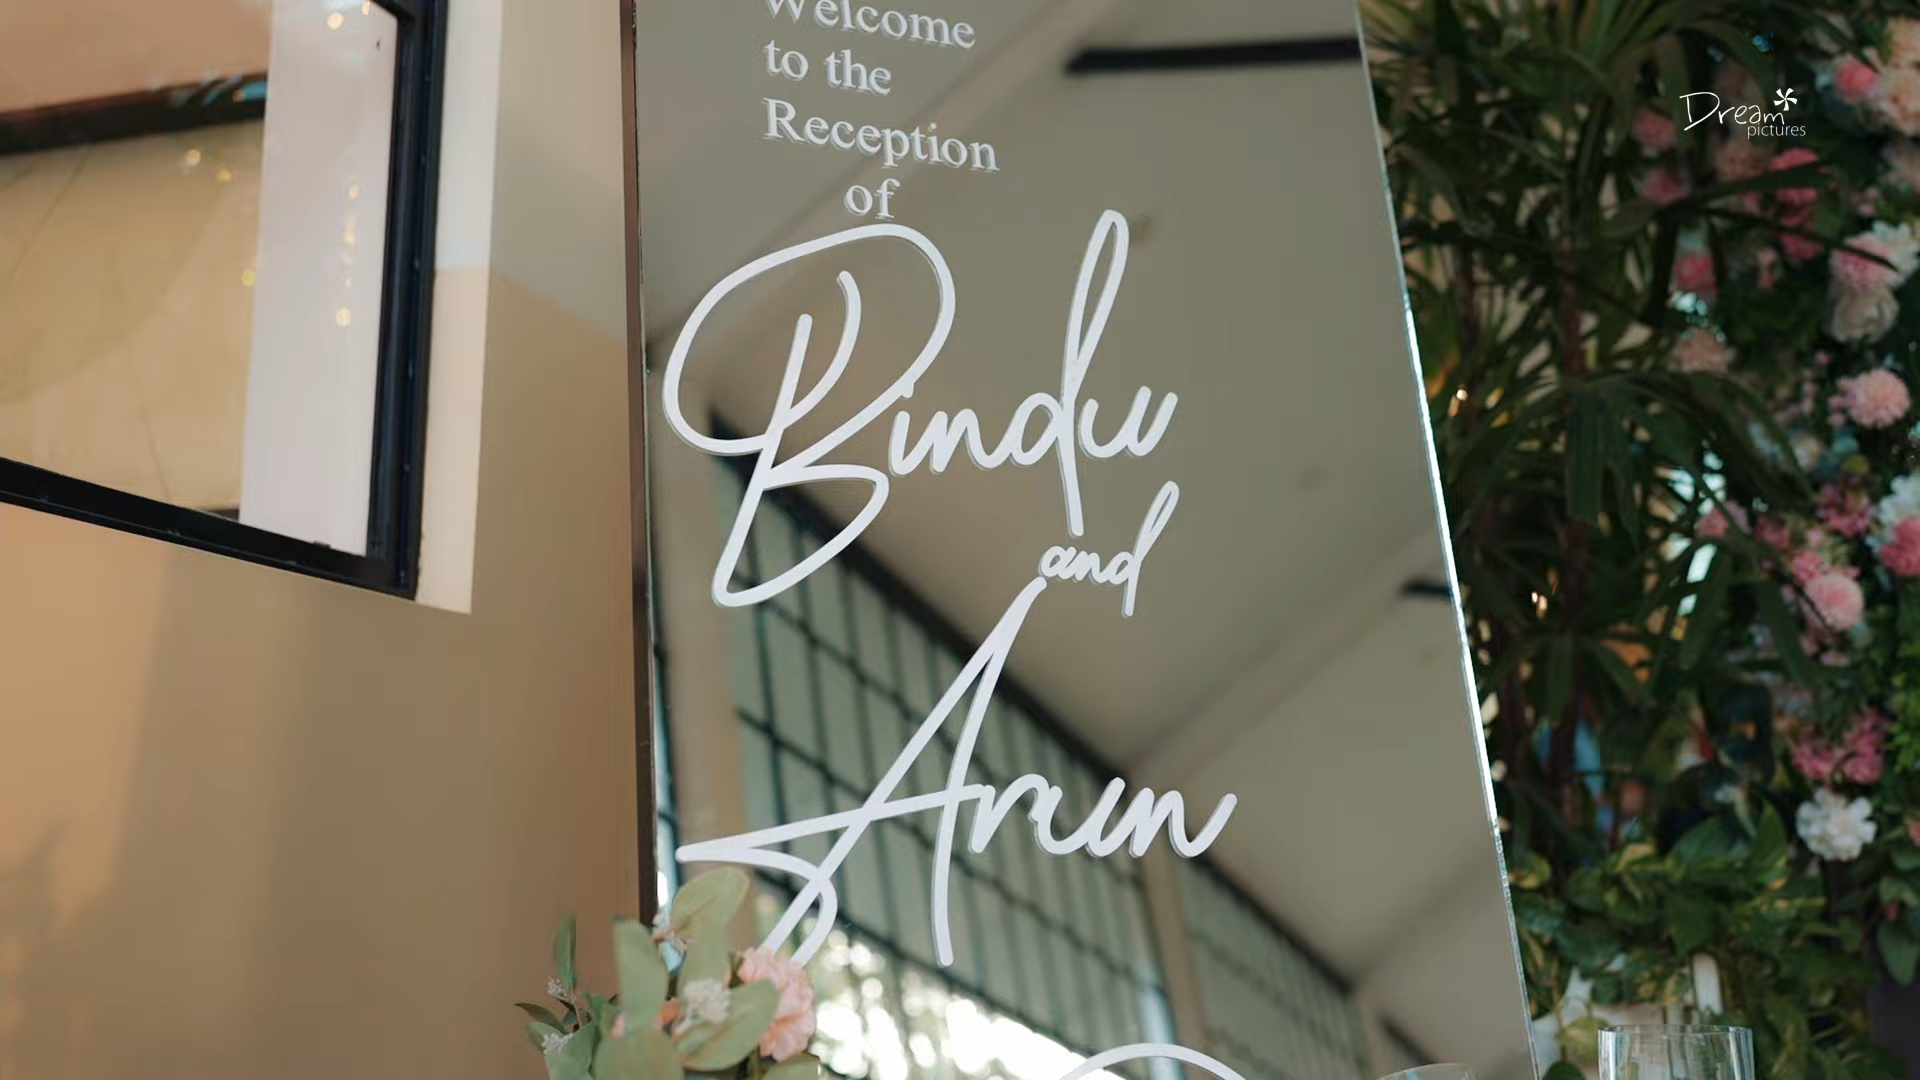 Welcome
to the
Reception
of
Bindu
and
Arun
Dream
pictures